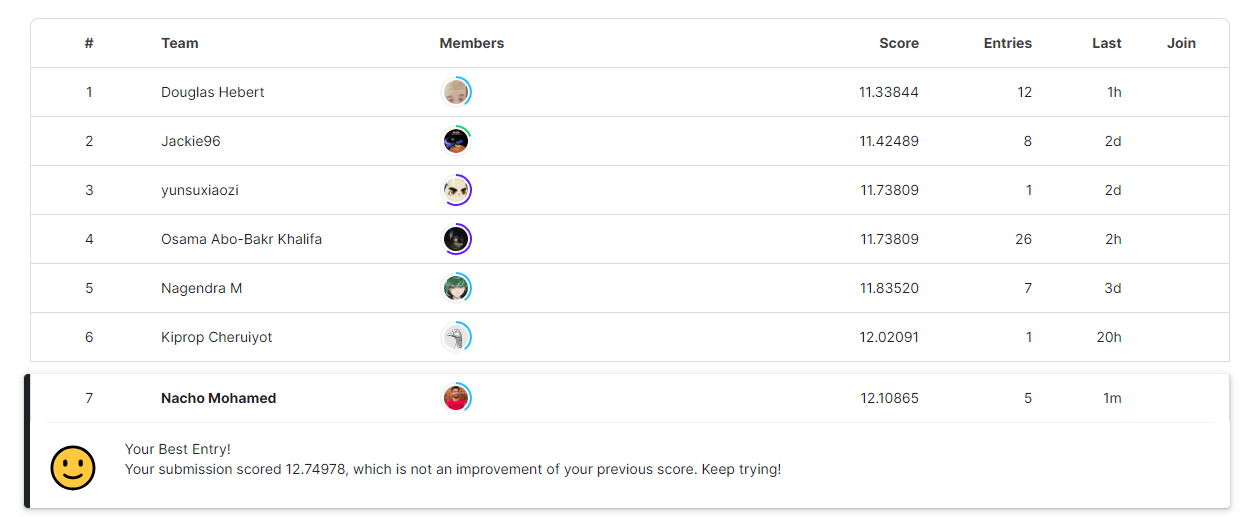 # Team Members Score Entries Last Join
1 Douglas Hebert 11.33844 12 1h
2 Jackie96 11.42489 8 2d
3 yunsuxiaozi 11.73809 1 2d
4 Osama Abo-Bakr Khalifa 11.73809 26 2h
5 Nagendra M 11.83520 7 3d
6 Kiprop Cheruiyot 12.02091 1 20h
7 Nacho Mohamed 12.10865 5 1m
Your Best Entry!
Your submission scored 12.74978, which is not an improvement of your previous score. Keep trying!